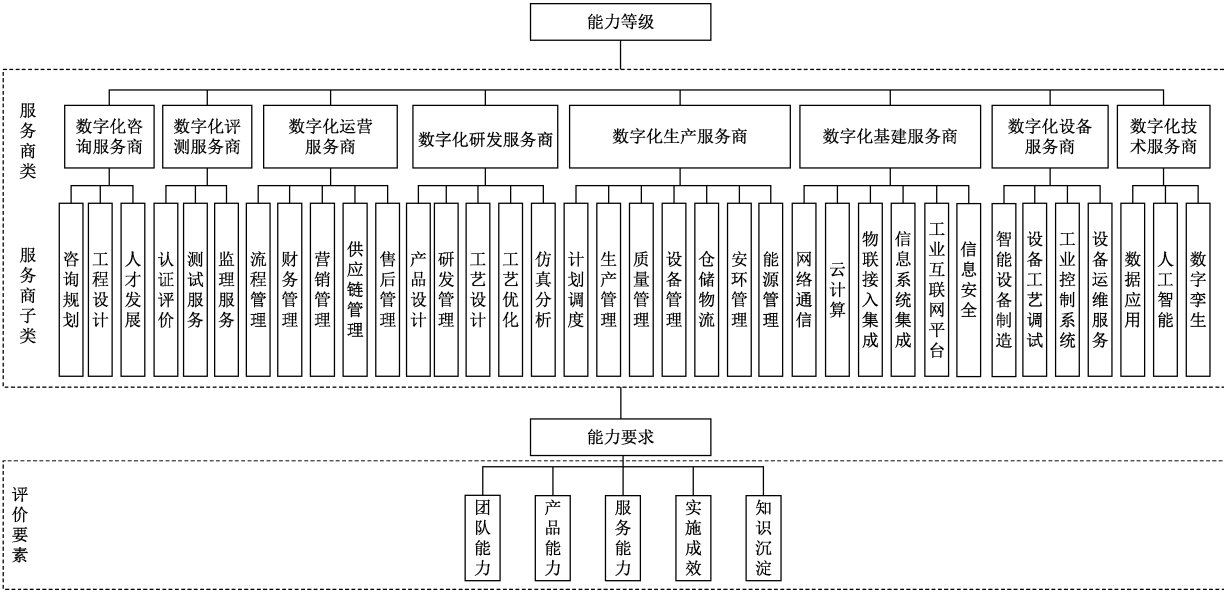 能力等级
服务商类
数字化咨
询服务商
数字化评
测服务商
数字化运营
服务商
数字化研发服务商
数字化生产服务商
数字化基建服务商
数字化设备
服务商
数字化技
术服务商
服务商子类
咨询规划
工程设计
人才发展
认证评价
测试服务
监理服务
流程管理
财务管理
营销管理
供应链管理
售后管理
产品设计
研发管理
工艺设计
工艺优化
仿真分析
计划调度
生产管理
质量管理
设备管理
仓储物流
安环管理
能源管理
网络通信
云计算
物联接入集成
信息系统集成
工业互联网平台
信息安全
智能设备制造
设备工艺调试
工业控制系统
设备运维服务
数据应用
人工智能
数字孪生
能力要求
评价要素
团队能力
产品能力
服务能力
实施成效
知识沉淀